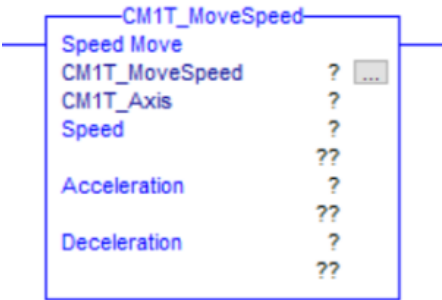 CM1T_MoveSpeed
Speed Move
CM1T_MoveSpeed ? ...
CM1T_Axis ?
Speed ?
??
Acceleration ?
??
Deceleration ?
??